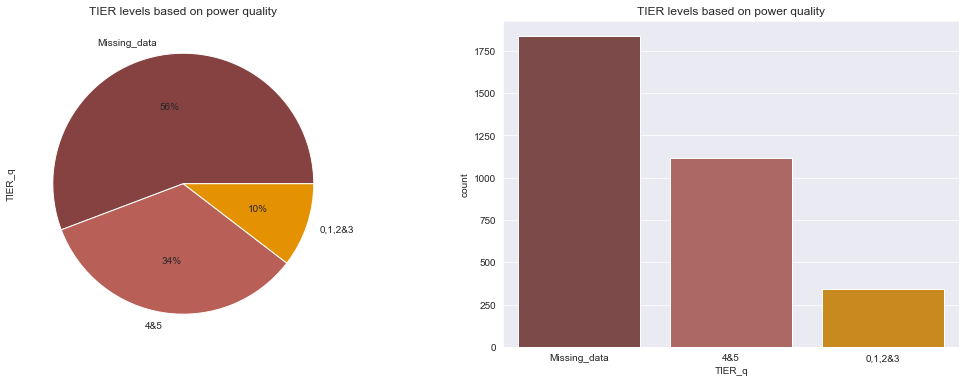 TIER levels based on power quality
Missing_data
56%
TIER_q
10%
0,1,2&3
34%
4&5
TIER levels based on power quality
1750
1500
1250
1000
count
750
500
250
0
Missing_data 4&5 0,1,2&3
TIER_q